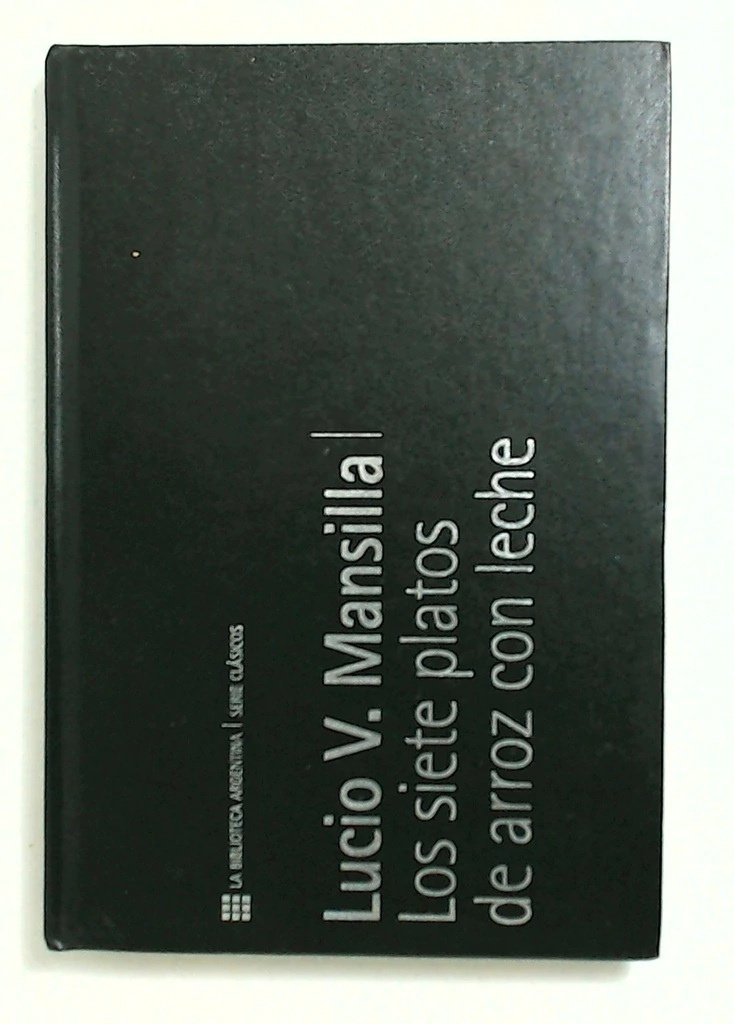 LA BIBLIOTECA ARGENTINA | SERIE CLÁSICOS
Lucio V. Mansilla |
Los siete platos
de arroz con leche